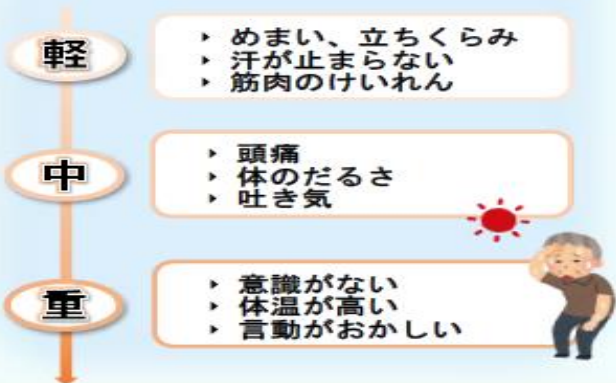 軽
▸ めまい、立ちくらみ
▸ 汗が止まらない
▸ 筋肉のけいれん
中
▸ 頭痛
▸ 体のだるさ
▸ 吐き気
重
▸ 意識がない
▸ 体温が高い
▸ 言動がおかしい